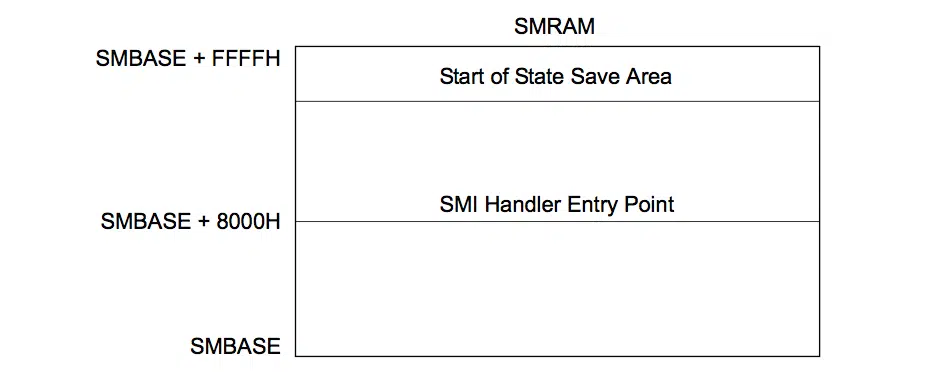 SMRAM
SMBASE + FFFFH
Start of State Save Area
SMI Handler Entry Point
SMBASE + 8000H
SMBASE